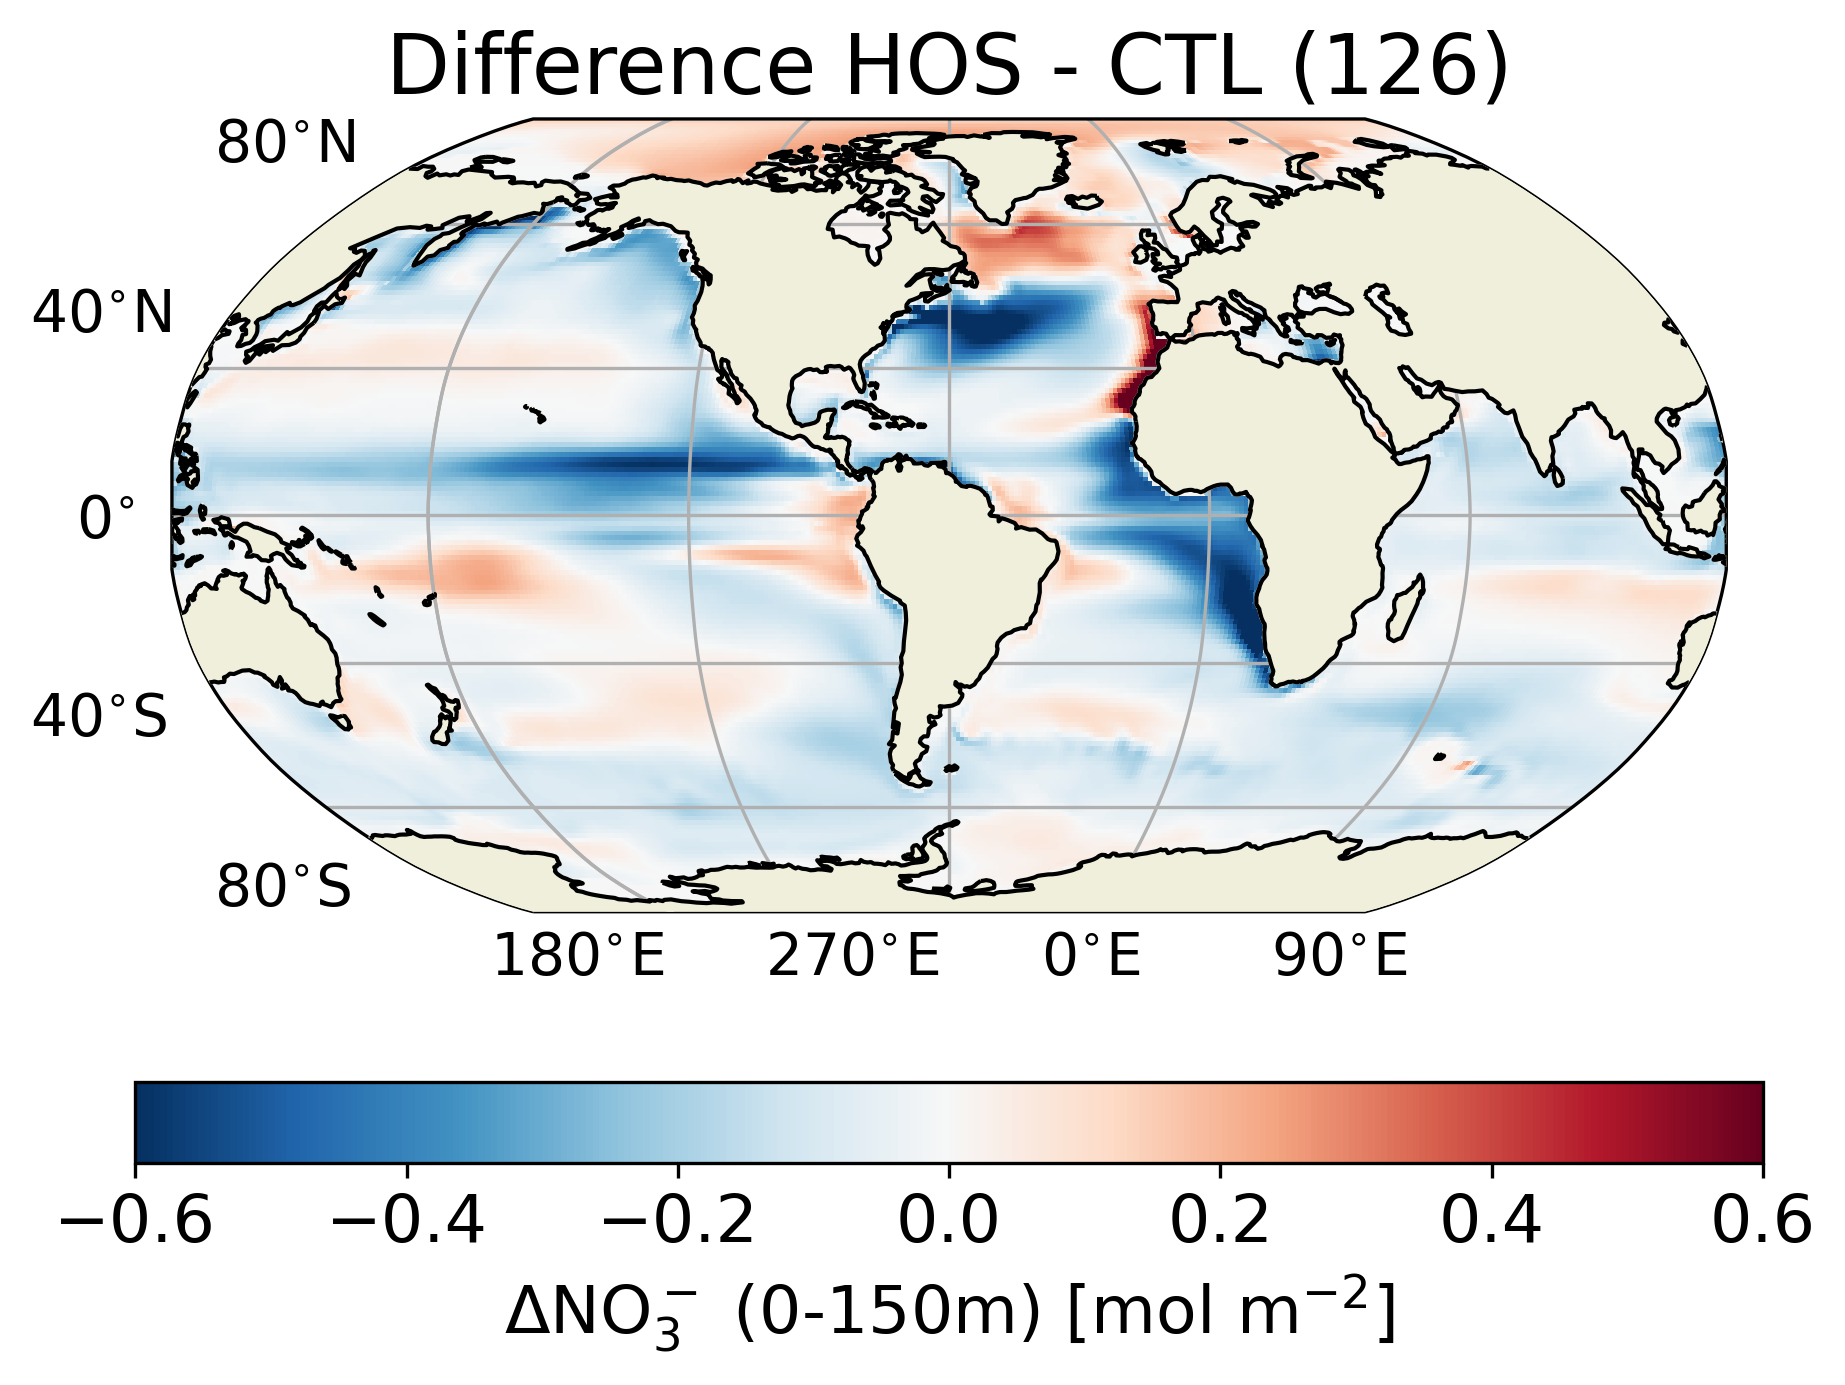 Difference HOS - CTL (126)
80°N
40°N
0°
40°S
80°S
180°E 270°E 0°E 90°E
−0.6 −0.4 −0.2 0.0 0.2 0.4 0.6
ΔNO₃⁻ (0-150m) [mol m⁻²]